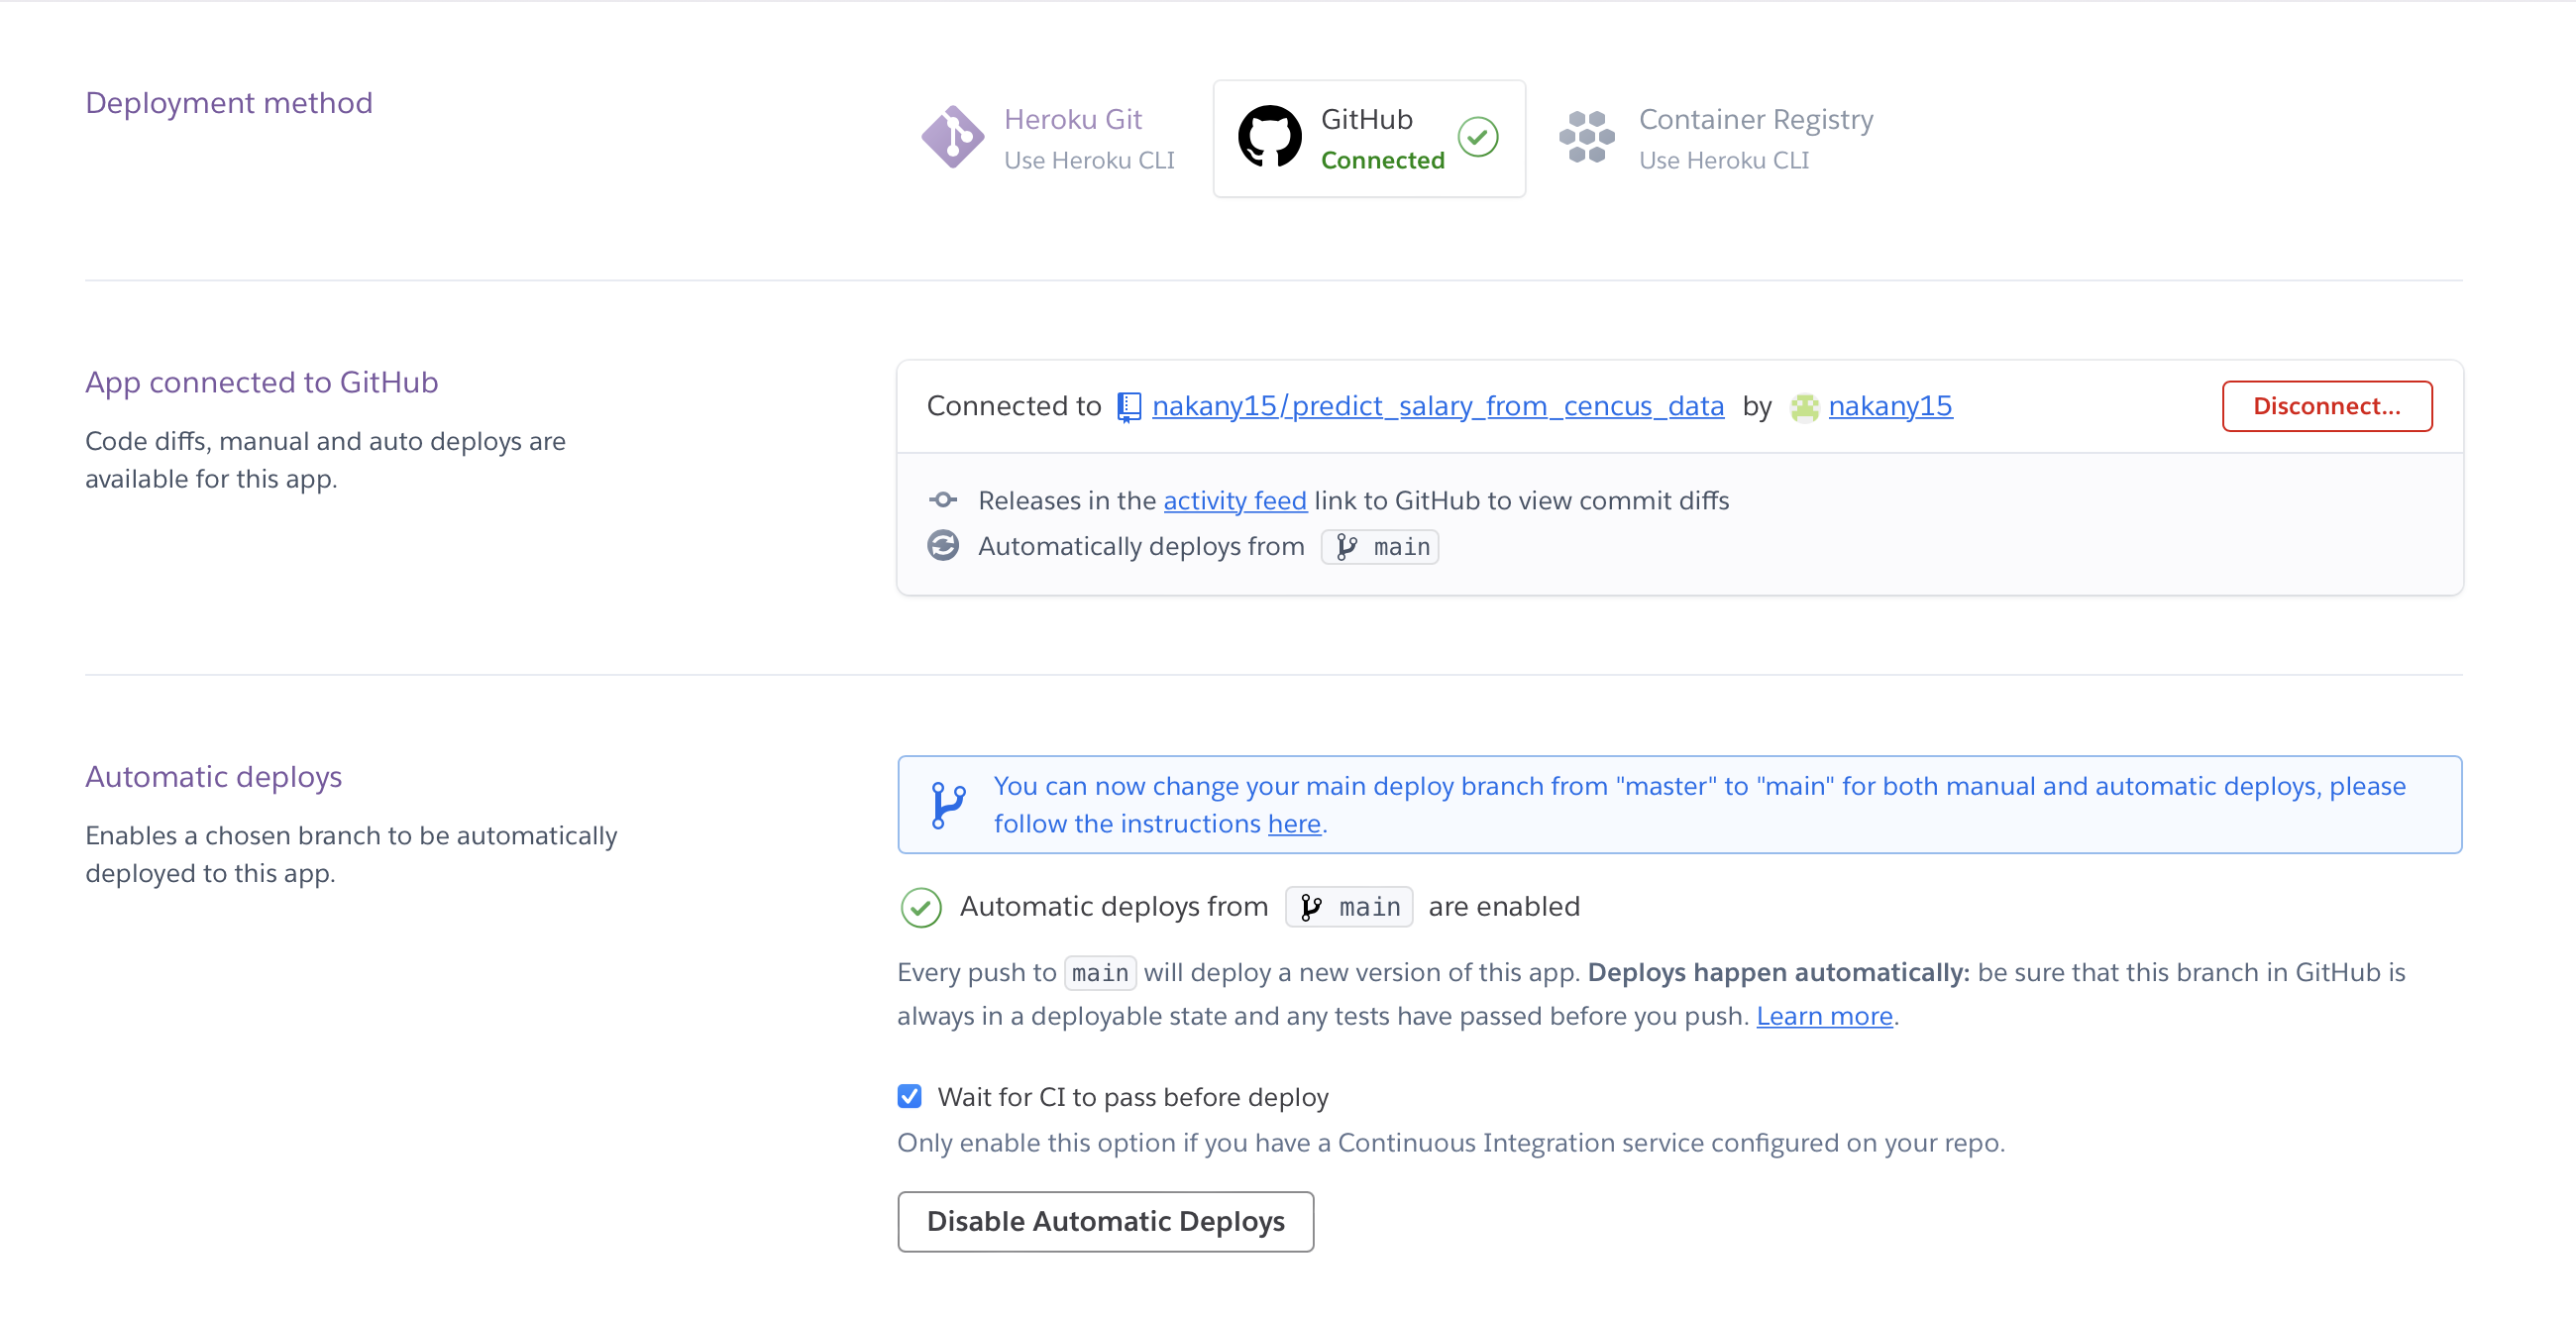 Deployment method
Heroku Git
Use Heroku CLI
GitHub
Connected
Container Registry
Use Heroku CLI
App connected to GitHub
Code diffs, manual and auto deploys are
available for this app.
Connected to nakany15/predict_salary_from_cencus_data by nakany15
Disconnect...
Releases in the activity feed link to GitHub to view commit diffs
Automatically deploys from main
Automatic deploys
Enables a chosen branch to be automatically
deployed to this app.
You can now change your main deploy branch from "master" to "main" for both manual and automatic deploys, please
follow the instructions here.
Automatic deploys from main are enabled
Every push to main will deploy a new version of this app. Deploys happen automatically: be sure that this branch in GitHub is
always in a deployable state and any tests have passed before you push. Learn more.
Wait for CI to pass before deploy
Only enable this option if you have a Continuous Integration service configured on your repo.
Disable Automatic Deploys